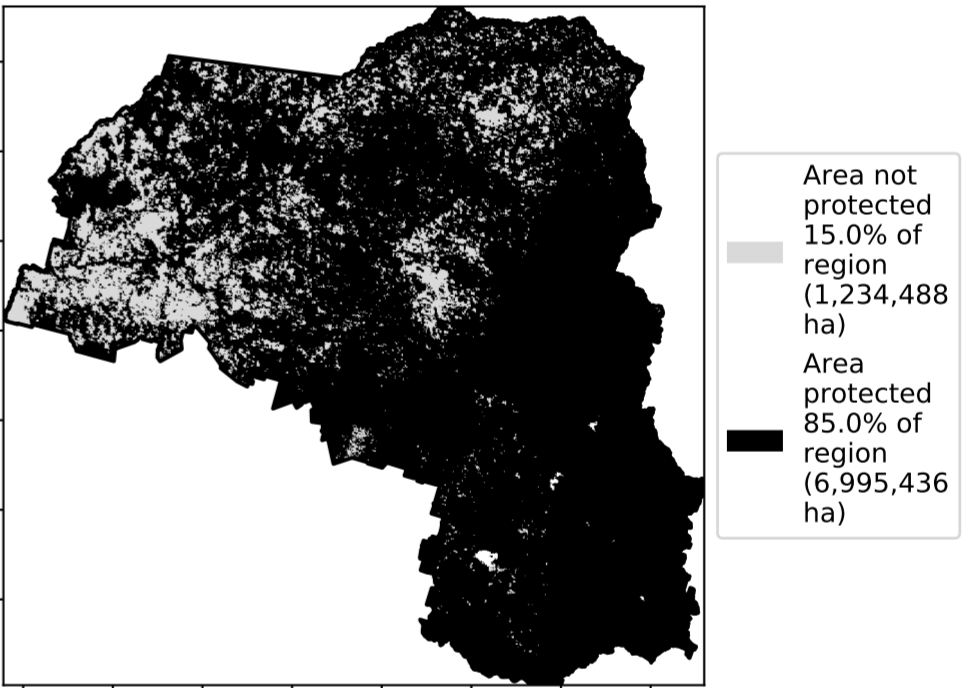 Area not
protected
15.0% of
region
(1,234,488
ha)
Area
protected
85.0% of
region
(6,995,436
ha)